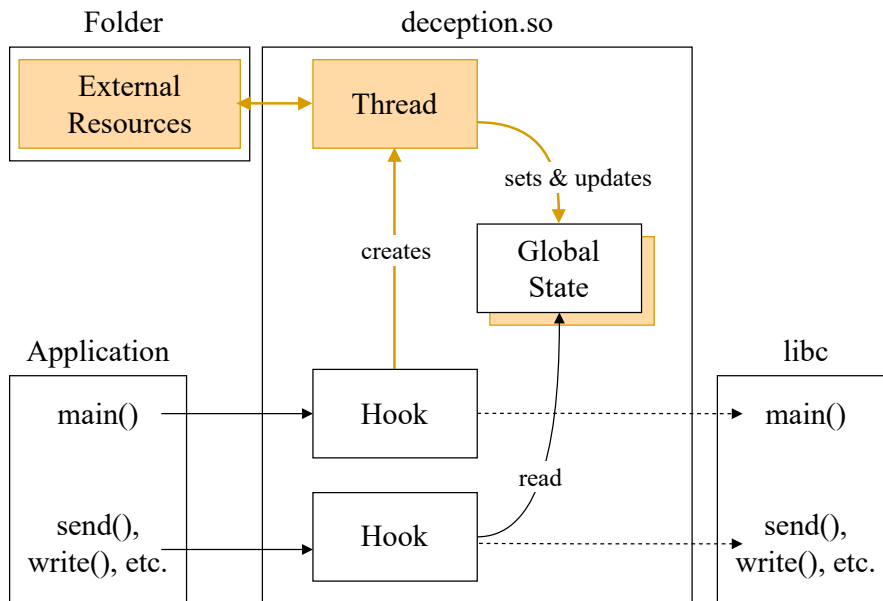 Folder
deception.so
External
Resources
Thread
sets & updates
creates
Global
State
Application
libc
main()
Hook
main()
read
send(),
write(), etc.
Hook
send(),
write(), etc.